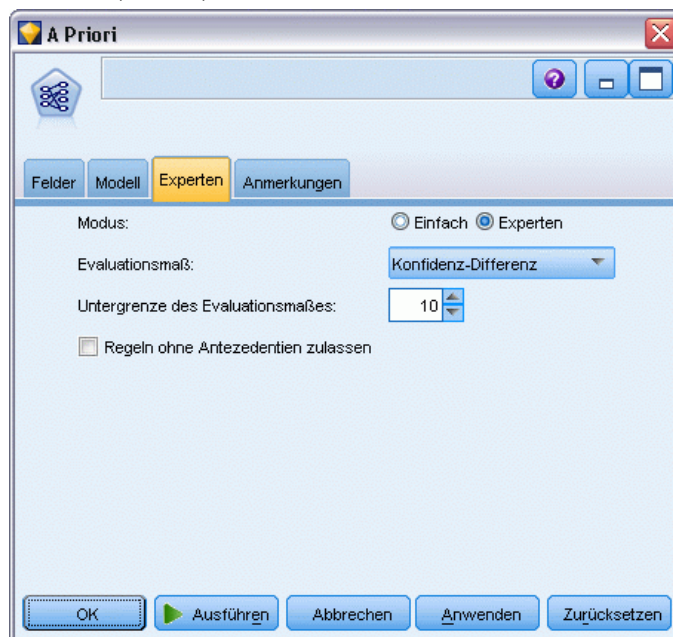 A Priori
Felder Modell Experten Anmerkungen
Modus: Einfach Experten
Evaluationsmaß: Konfidenz-Differenz
Untergrenze des Evaluationsmaßes: 10
Regeln ohne Antezedentien zulassen
OK Ausführen Abbrechen Anwenden Zurücksetzen